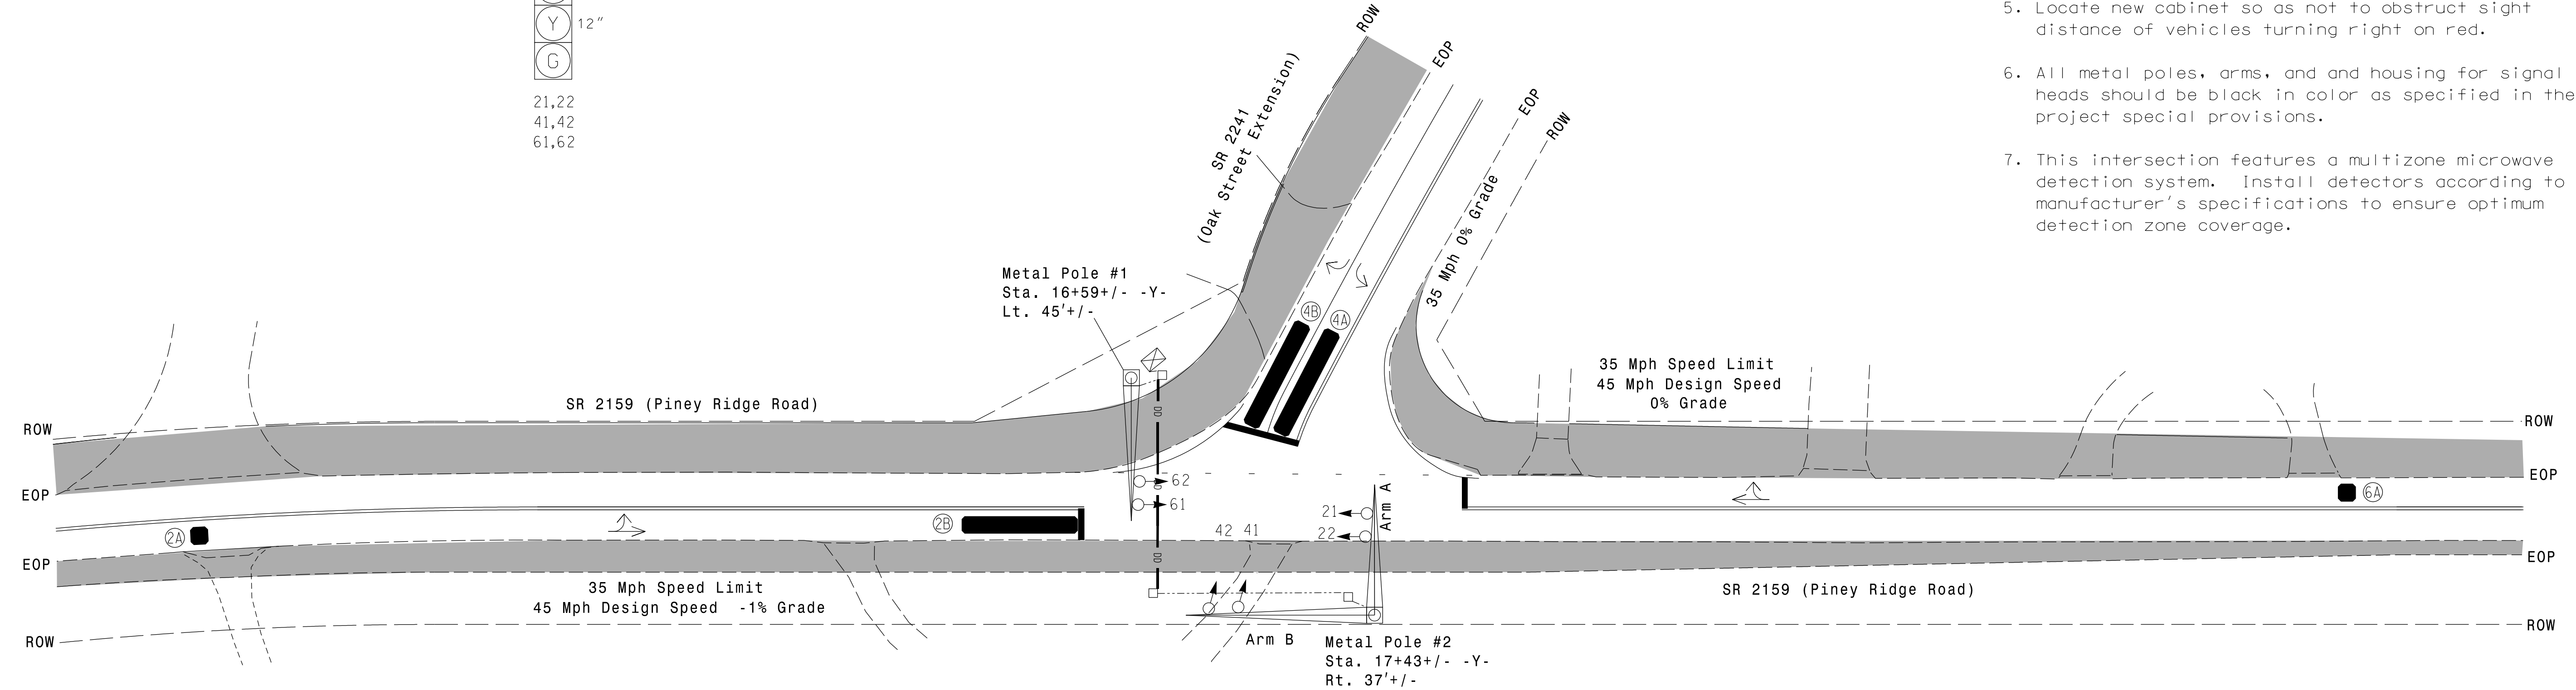 Y 12"
G
21,22
41,42
61,62
5. Locate new cabinet so as not to obstruct sight
distance of vehicles turning right on red.
6. All metal poles, arms, and and housing for signal
heads should be black in color as specified in the
project special provisions.
7. This intersection features a multizone microwave
detection system. Install detectors according to
manufacturer's specifications to ensure optimum
detection zone coverage.
ROW
EOP
EOP
ROW
SR 2241
(Oak Street Extension)
35 Mph 0% Grade
Metal Pole #1
Sta. 16+59+/- -Y-
Lt. 45'+/-
4B
4A
35 Mph Speed Limit
45 Mph Design Speed
0% Grade
SR 2159 (Piney Ridge Road)
ROW
ROW
EOP
EOP
62
61
6A
2A
2B
21
22
Arm A
42 41
EOP
EOP
35 Mph Speed Limit
45 Mph Design Speed -1% Grade
SR 2159 (Piney Ridge Road)
ROW
ROW
Arm B
Metal Pole #2
Sta. 17+43+/- -Y-
Rt. 37'+/-